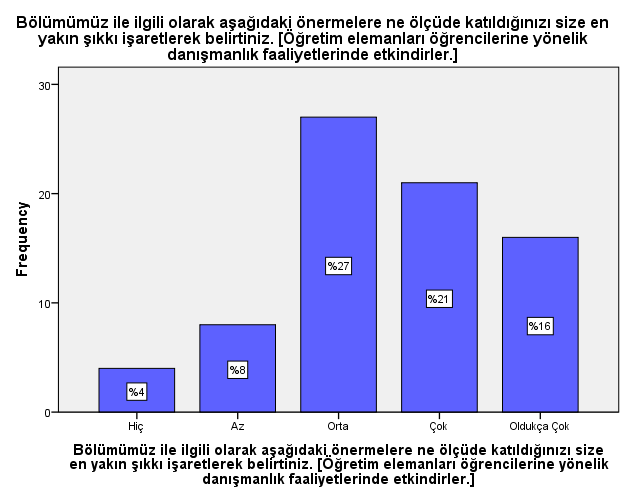 Bölümümüz ile ilgili olarak aşağıdaki önermelere ne ölçüde katıldığınızı size en
yakın şıkkı işaretlerek belirtiniz. [Öğretim elemanları öğrencilerine yönelik
danışmanlık faaliyetlerinde etkindirler.]
30
20
10
0
Frequency
%4
%8
%27
%21
%16
Hiç
Az
Orta
Çok
Oldukça Çok
Bölümümüz ile ilgili olarak aşağıdaki önermelere ne ölçüde katıldığınızı size
en yakın şıkkı işaretlerek belirtiniz. [Öğretim elemanları öğrencilerine yönelik
danışmanlık faaliyetlerinde etkindirler.]